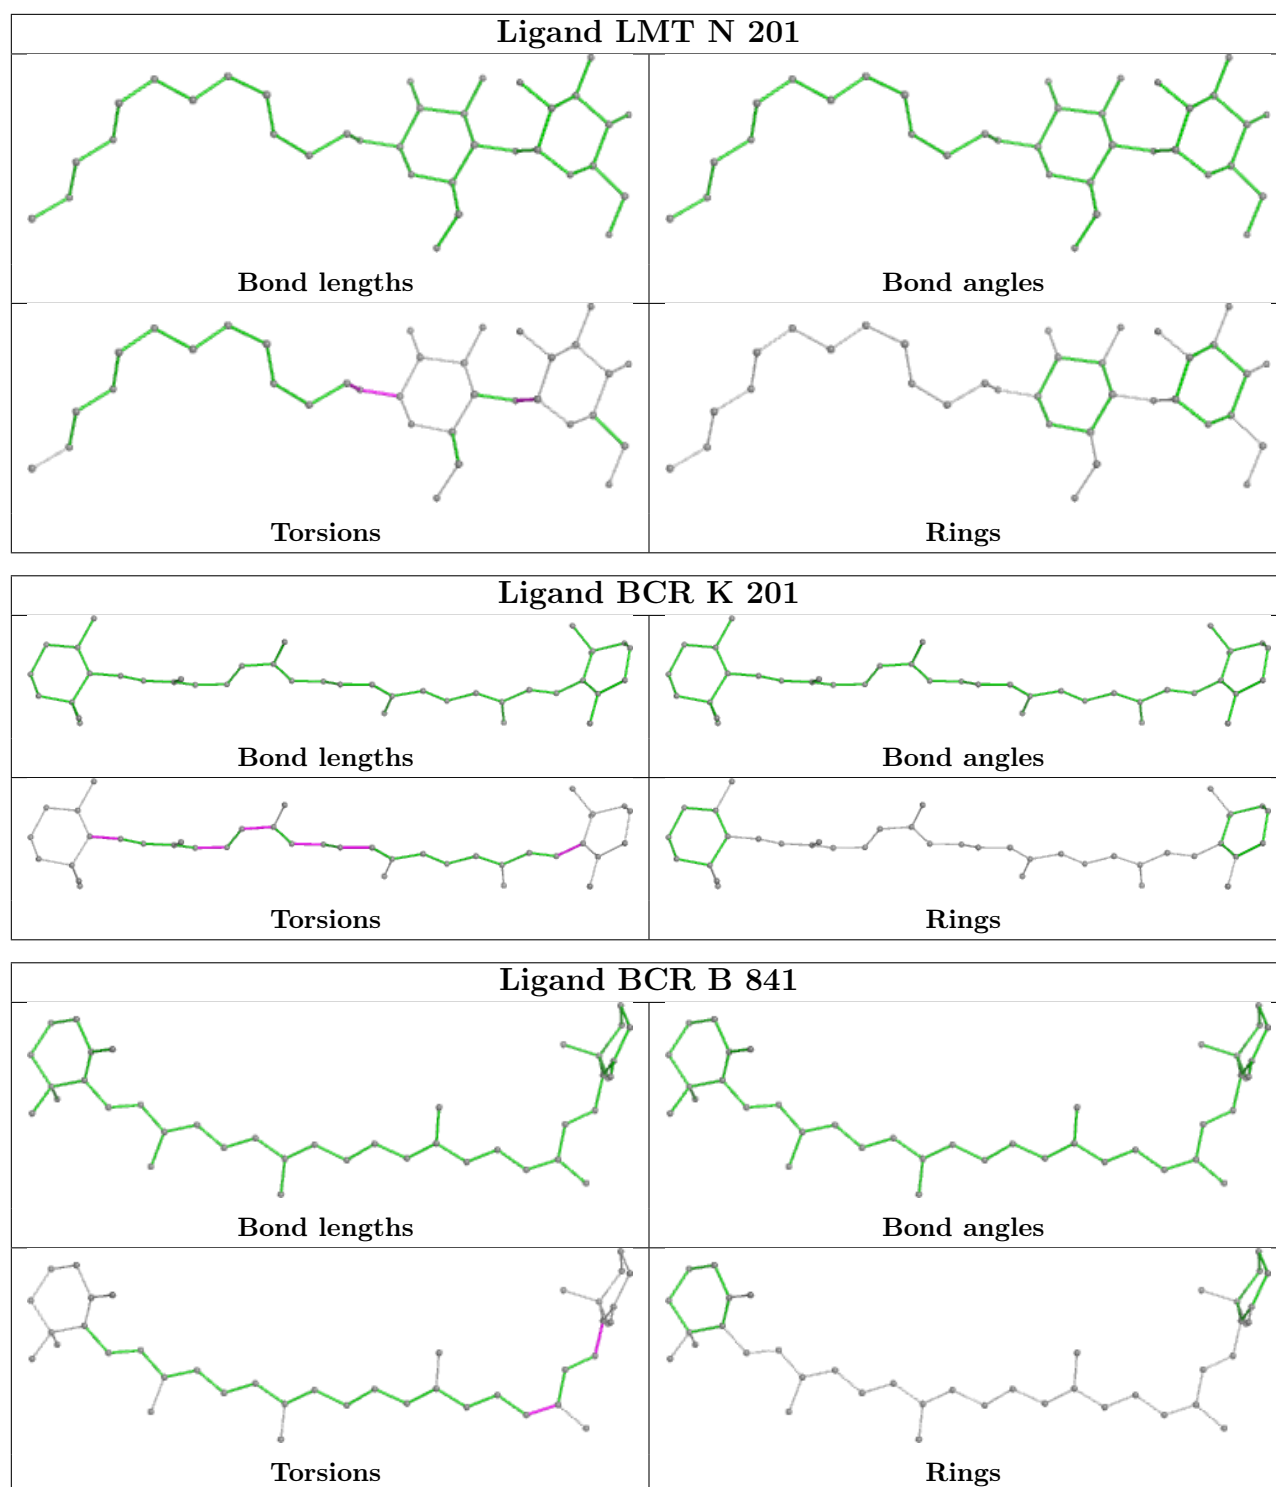 Ligand LMT N 201
Bond lengths
Bond angles
Torsions
Rings
Ligand BCR K 201
Bond lengths
Bond angles
Torsions
Rings
Ligand BCR B 841
Bond lengths
Bond angles
Torsions
Rings